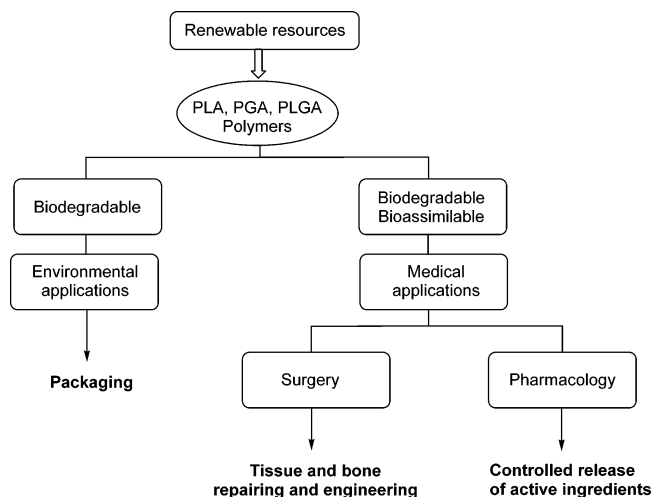 Renewable resources
PLA, PGA, PLGA
Polymers
Biodegradable
Biodegradable
Bioassimilable
Environmental
applications
Medical
applications
Packaging
Surgery
Pharmacology
Tissue and bone
repairing and engineering
Controlled release
of active ingredients